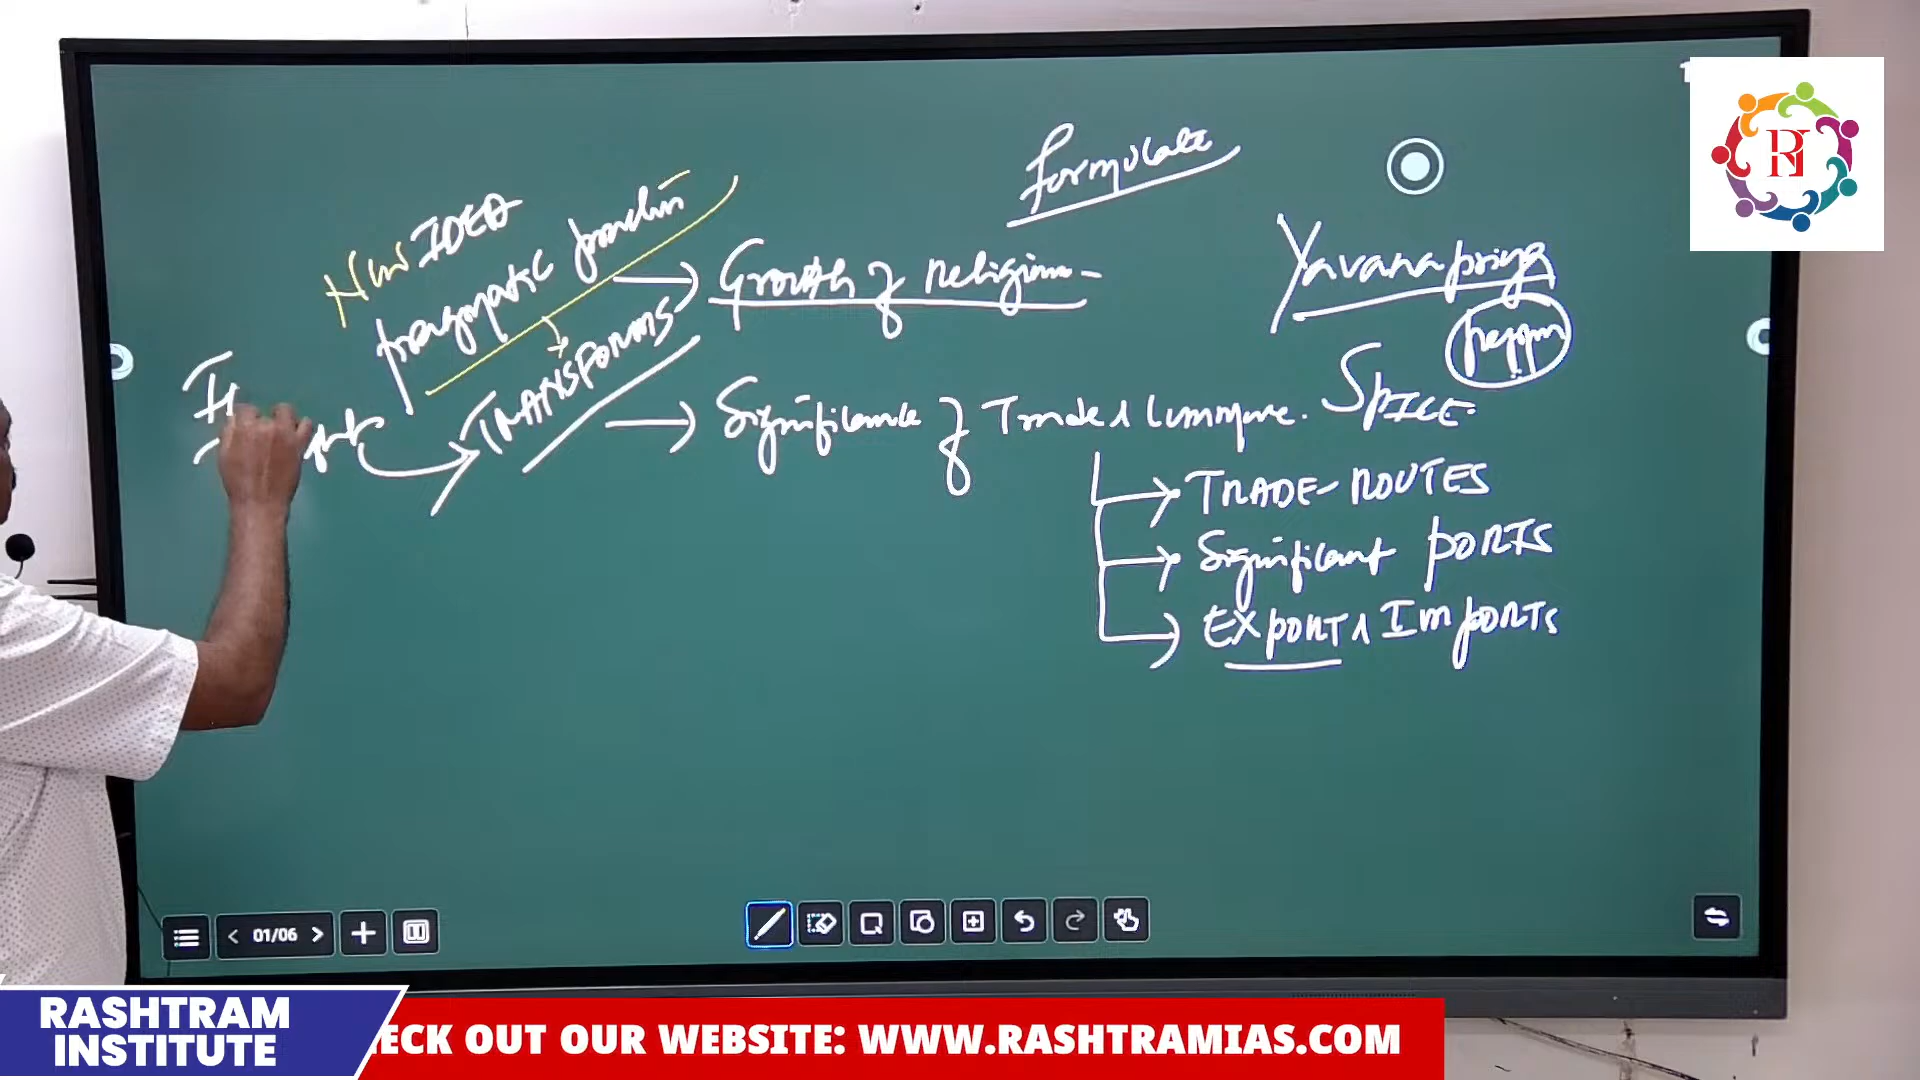 Formulate
New IDEA
pragmatic
Growth of Religion
Yavanapriya
TRANSFORMS
Significance of Trade & Commerce. SPICE
TRADE-ROUTES
Significant PORTS
EXPORT & IMPORTS
RI
01/06
RASHTRAM
INSTITUTE
ECK OUT OUR WEBSITE: WWW.RASHTRAMIAS.COM